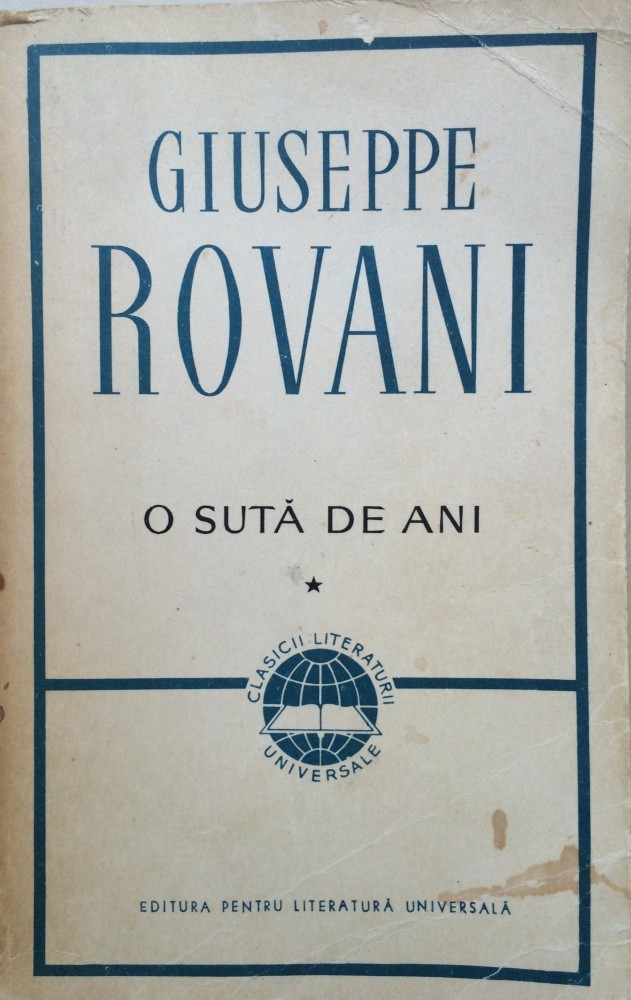 GIUSEPPE
ROVANI
O SUTĂ DE ANI
CLASICII LITERATURII
UNIVERSALE
EDITURA PENTRU LITERATURĂ UNIVERSALĂ